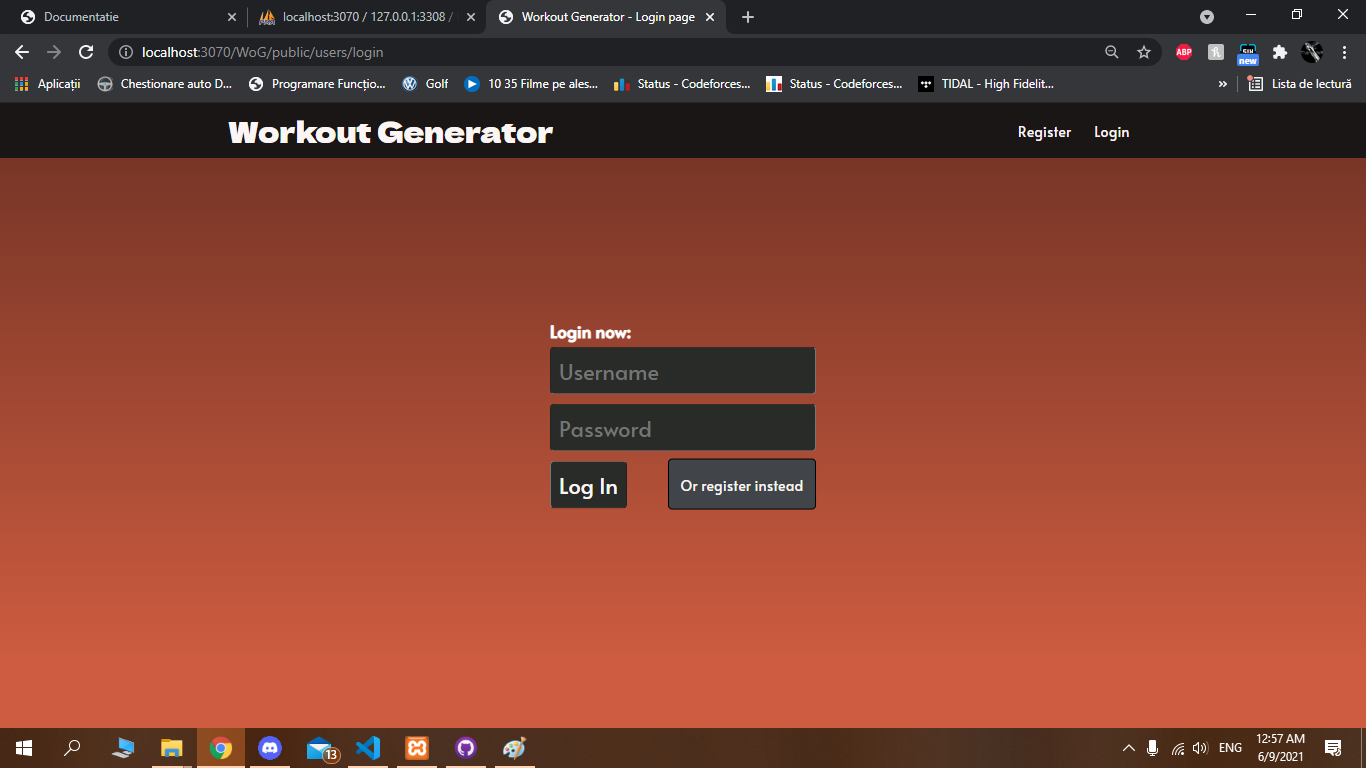 Documentatie
localhost:3070 / 127.0.0.1:3308 /
Workout Generator - Login page
localhost:3070/WoG/public/users/login
ABP
new
Aplicații
Chestionare auto D...
Programare Funcțio...
Golf
10 35 Filme pe ales...
Status - Codeforces...
Status - Codeforces...
TIDAL - High Fidelit...
»
Lista de lectură
Workout Generator
Register
Login
Login now:
Username
Password
Log In
Or register instead
13
ENG
12:57 AM
6/9/2021